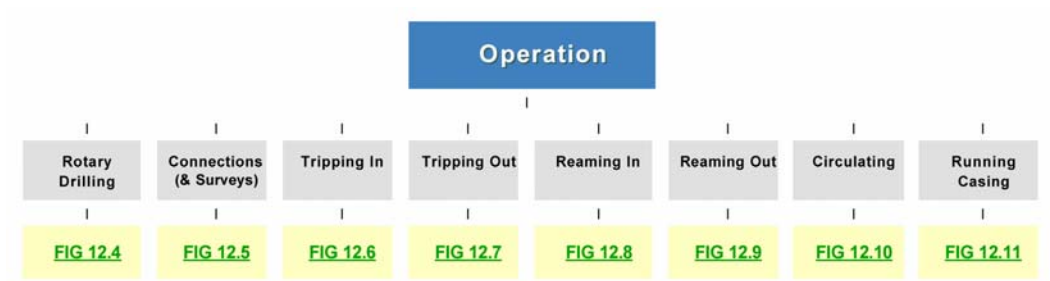 Operation
Rotary
Drilling
Connections
(& Surveys)
Tripping In
Tripping Out
Reaming In
Reaming Out
Circulating
Running
Casing
FIG 12.4
FIG 12.5
FIG 12.6
FIG 12.7
FIG 12.8
FIG 12.9
FIG 12.10
FIG 12.11